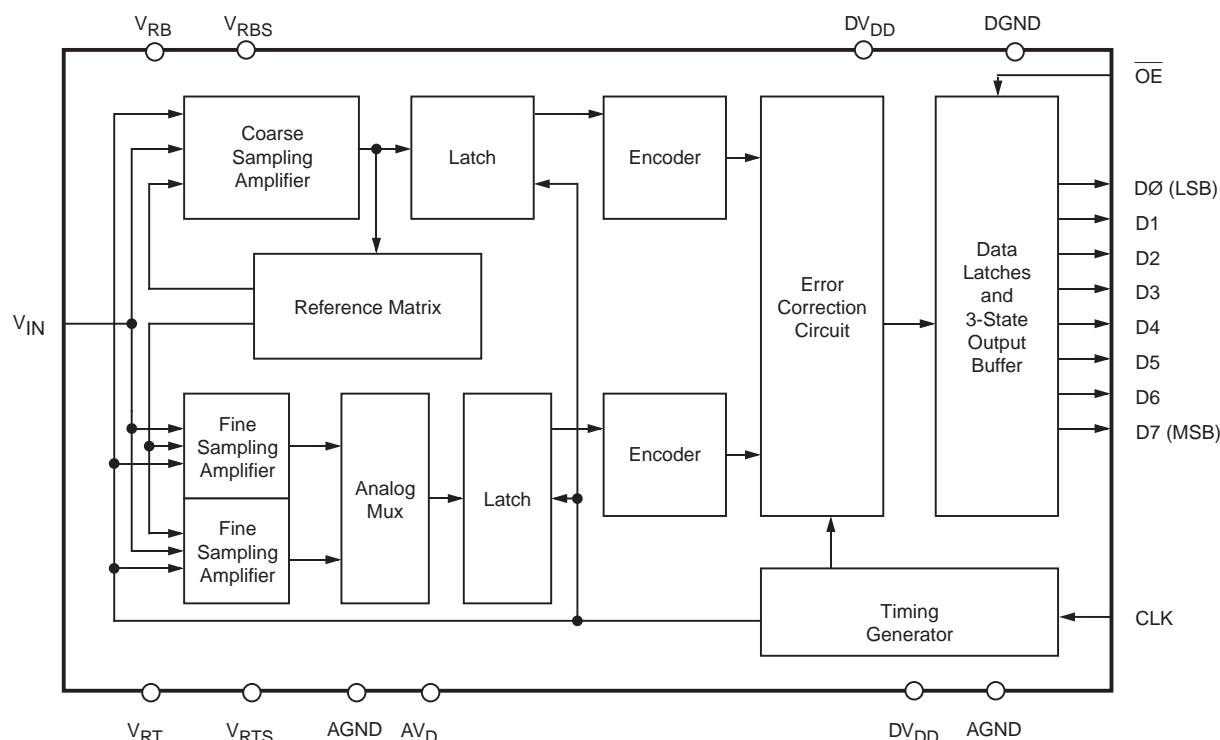 VRB
VRBS
DVDD
DGND
OE
Coarse
Sampling
Amplifier
Latch
Encoder
DØ (LSB)
D1
D2
D3
D4
D5
D6
D7 (MSB)
Data
Latches
and
3-State
Output
Buffer
Error
Correction
Circuit
Reference Matrix
VIN
Fine
Sampling
Amplifier
Fine
Sampling
Amplifier
Analog
Mux
Latch
Encoder
Timing
Generator
CLK
VRT
VRTS
AGND
AVD
DVDD
AGND